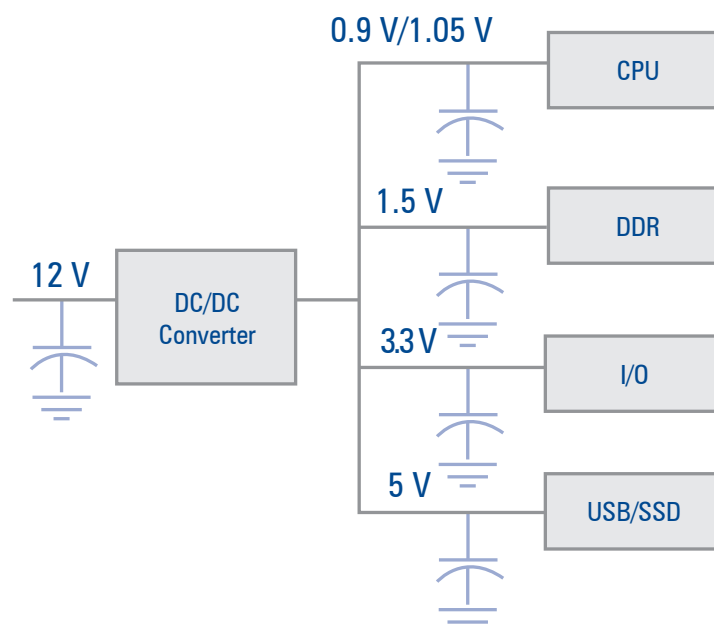 0.9 V/1.05 V
CPU
1.5 V
DDR
12 V
DC/DC
Converter
3.3 V
I/O
5 V
USB/SSD